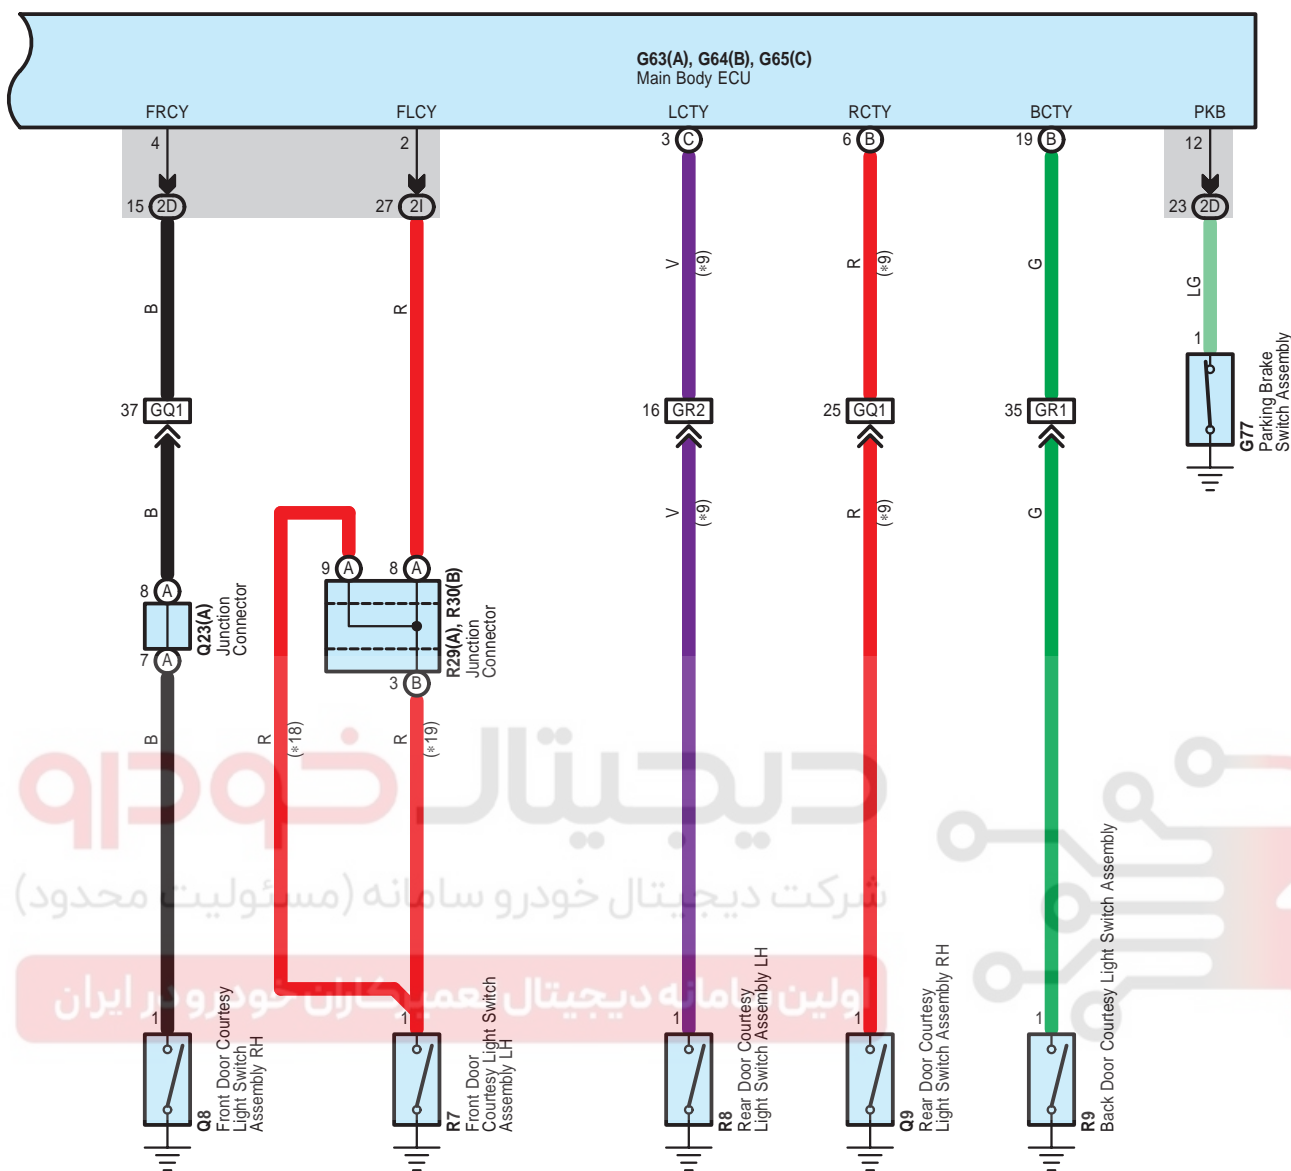 G63(A), G64(B), G65(C)
Main Body ECU
FRCY
FLCY
LCTY
RCTY
BCTY
PKB
4
2
3 C
6 B
19 B
12
15 2D
27 2I
23 2D
B
R
V
(*9)
R
(*9)
G
LG
1
G77
Parking Brake
Switch Assembly
37 GQ1
16 GR2
25 GQ1
35 GR1
B
V
(*9)
R
(*9)
G
9 A
8 A
8 A
Q23(A)
Junction
Connector
R29(A), R30(B)
Junction
Connector
7 A
3 B
B
R
(*18)
R
(*19)
دیجیتال خودرو
شرکت دیجیتال خودرو سامانه (مسئولیت محدود)
اولین سامانه دیجیتال تعمیرکاران خودرو در ایران
1
1
1
1
1
Q8
Front Door Courtesy
Light Switch
Assembly RH
R7
Front Door
Courtesy Light Switch
Assembly LH
R8
Rear Door Courtesy
Light Switch Assembly LH
Q9
Rear Door Courtesy
Light Switch Assembly RH
R9
Back Door Courtesy Light Switch Assembly